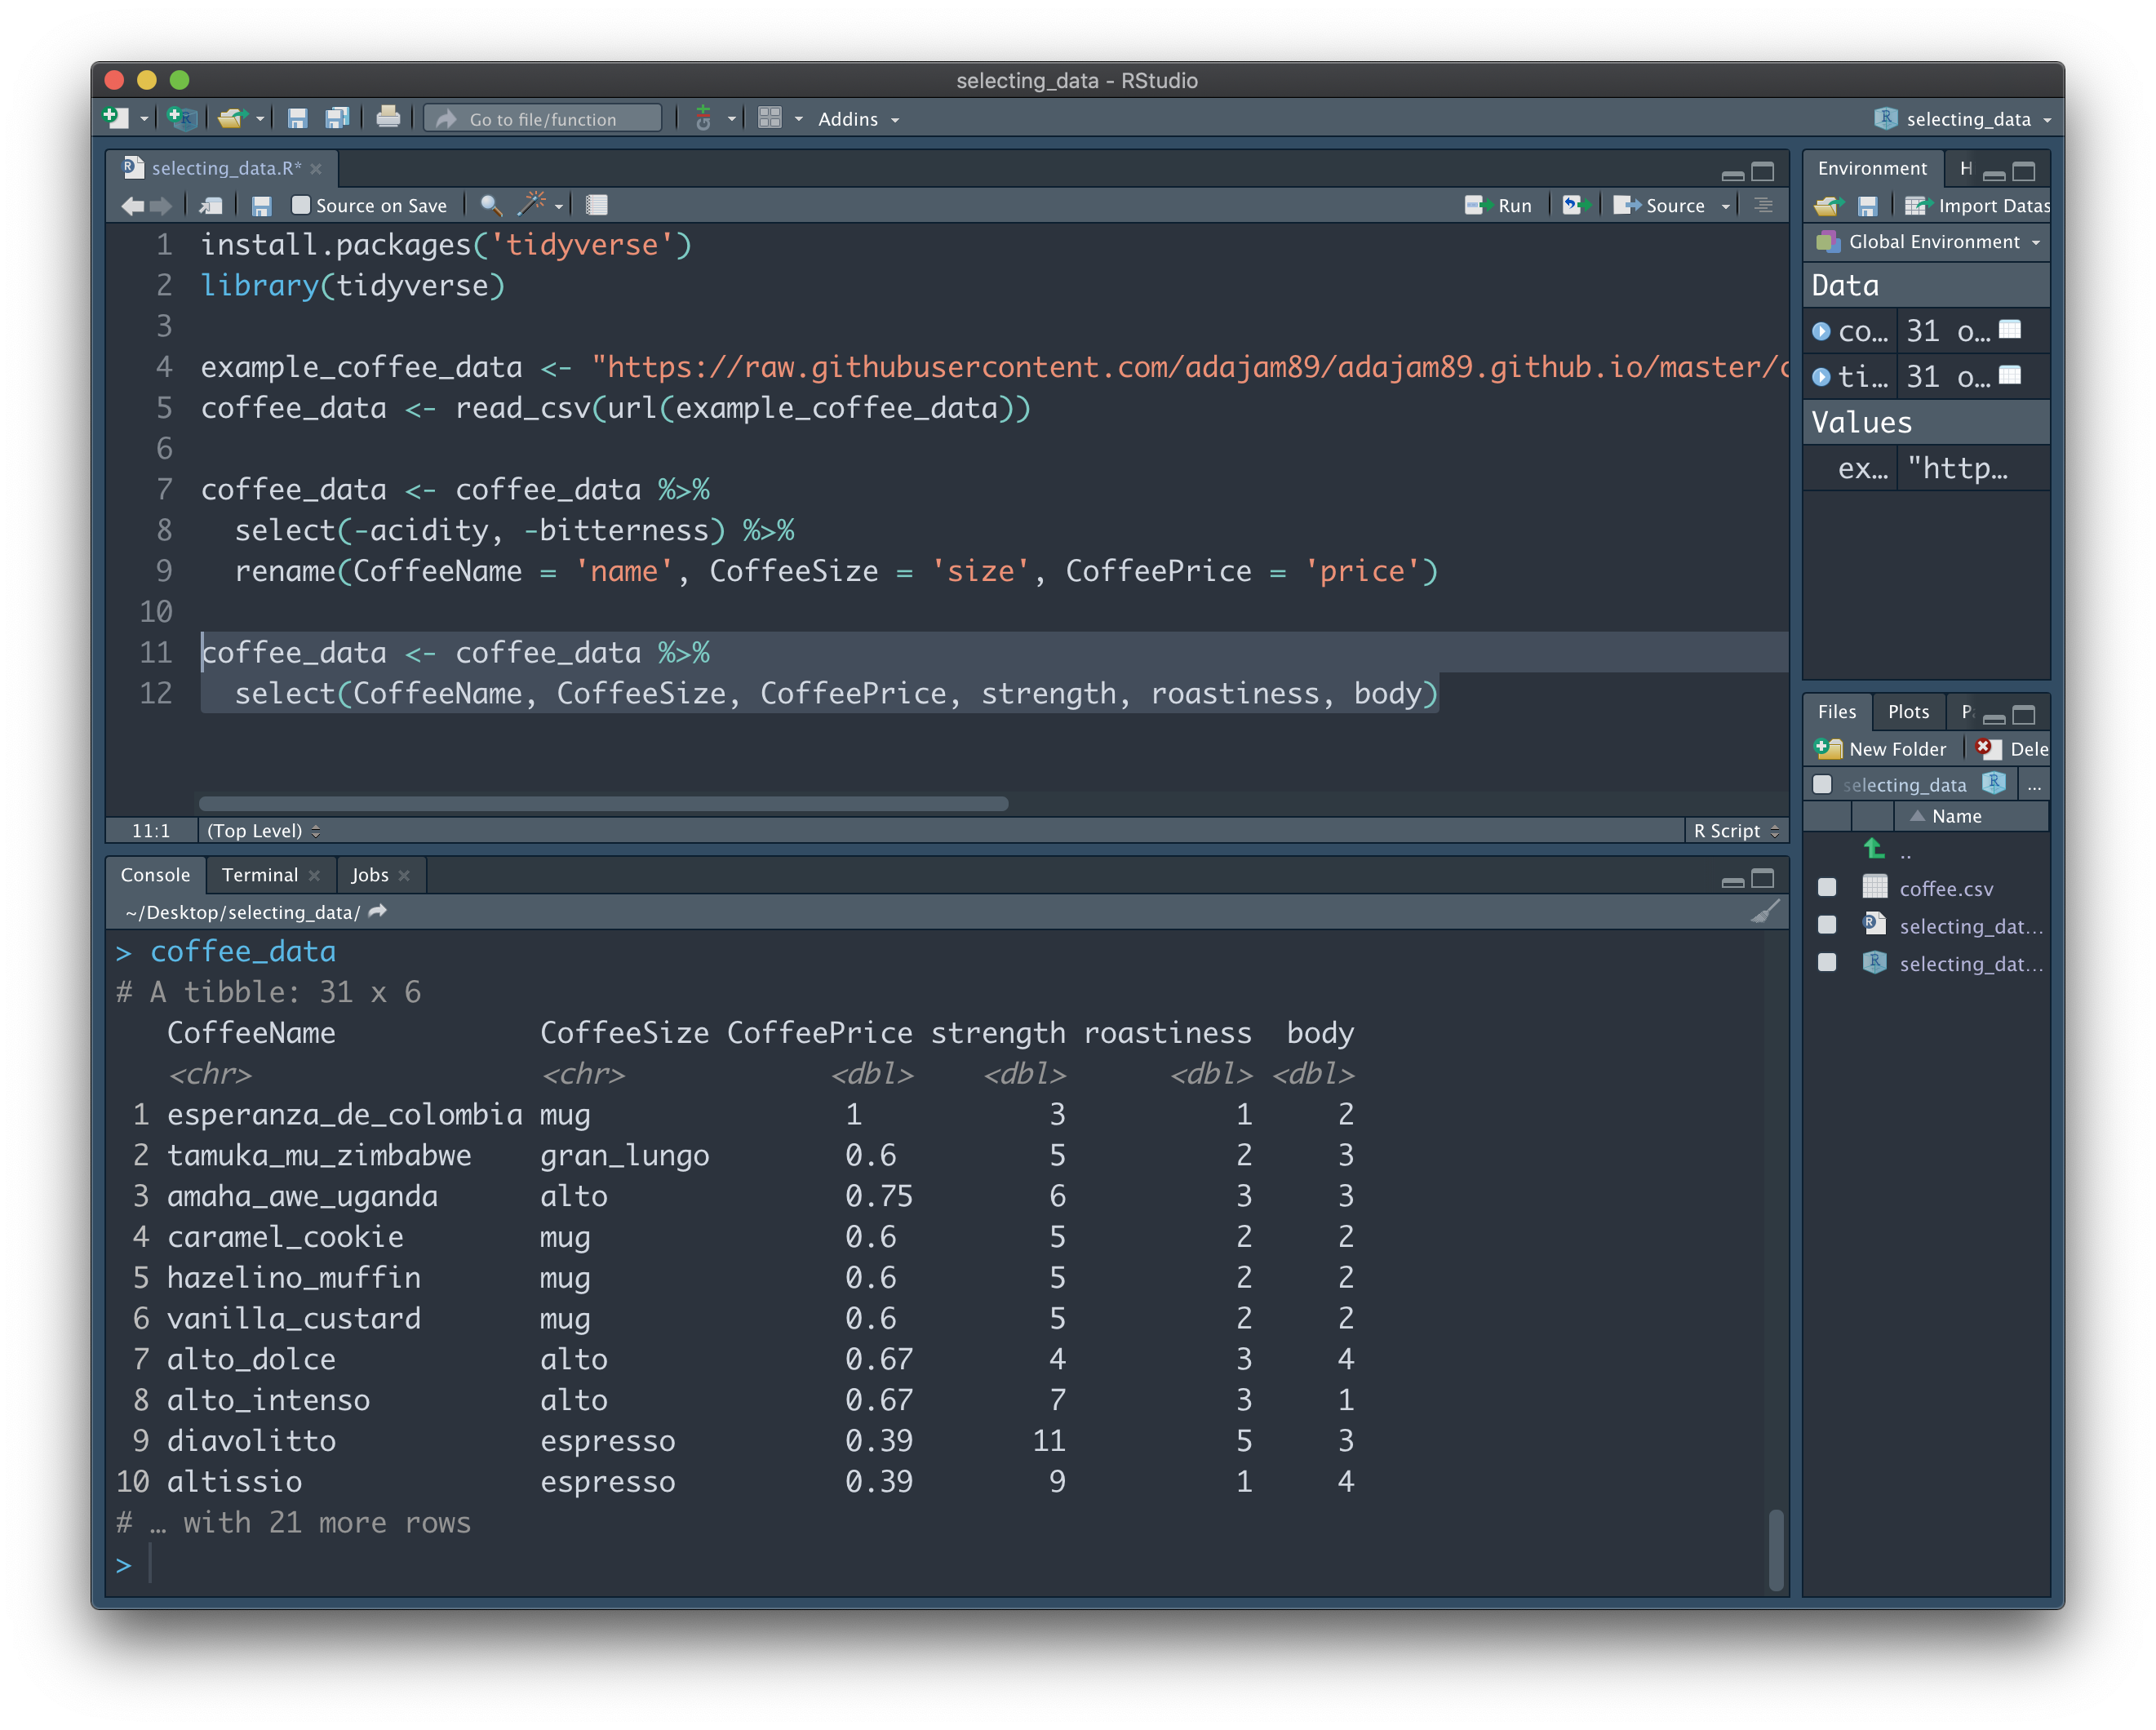 selecting_data - RStudio
Go to file/function
Addins
selecting_data
selecting_data.R*
Source on Save
Run
Source
1 install.packages('tidyverse')
2 library(tidyverse)
3
4 example_coffee_data <- "https://raw.githubusercontent.com/adajam89/adajam89.github.io/master/c
5 coffee_data <- read_csv(url(example_coffee_data))
6
7 coffee_data <- coffee_data %>%
8 select(-acidity, -bitterness) %>%
9 rename(CoffeeName = 'name', CoffeeSize = 'size', CoffeePrice = 'price')
10
11 coffee_data <- coffee_data %>%
12 select(CoffeeName, CoffeeSize, CoffeePrice, strength, roastiness, body)
11:1 (Top Level)
R Script
Console Terminal Jobs
~/Desktop/selecting_data/
> coffee_data
# A tibble: 31 x 6
CoffeeName CoffeeSize CoffeePrice strength roastiness body
<chr> <chr> <dbl> <dbl> <dbl> <dbl>
1 esperanza_de_colombia mug 1 3 1 2
2 tamuka_mu_zimbabwe gran_lungo 0.6 5 2 3
3 amaha_awe_uganda alto 0.75 6 3 3
4 caramel_cookie mug 0.6 5 2 2
5 hazelino_muffin mug 0.6 5 2 2
6 vanilla_custard mug 0.6 5 2 2
7 alto_dolce alto 0.67 4 3 4
8 alto_intenso alto 0.67 7 3 1
9 diavolitto espresso 0.39 11 5 3
10 altissio espresso 0.39 9 1 4
# … with 21 more rows
>
Environment H
Import Datas
Global Environment
Data
co… 31 o…
ti… 31 o…
Values
ex… "http…
Files Plots P
New Folder Dele
selecting_data ...
Name
..
coffee.csv
selecting_dat…
selecting_dat…